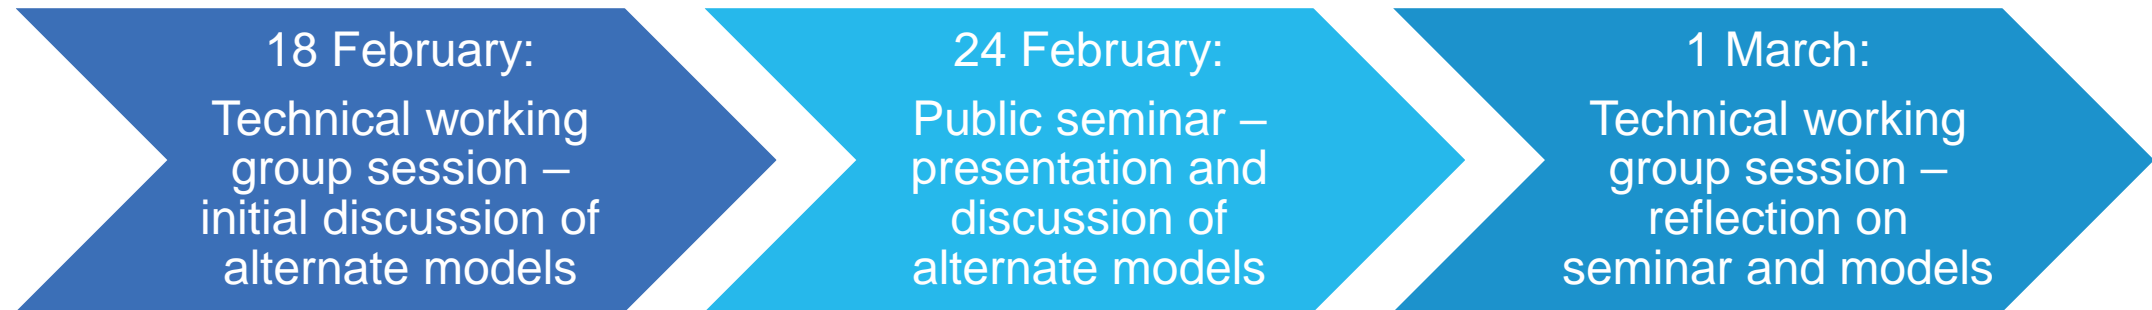 18 February:
Technical working
group session –
initial discussion of
alternate models
24 February:
Public seminar –
presentation and
discussion of
alternate models
1 March:
Technical working
group session –
reflection on
seminar and models